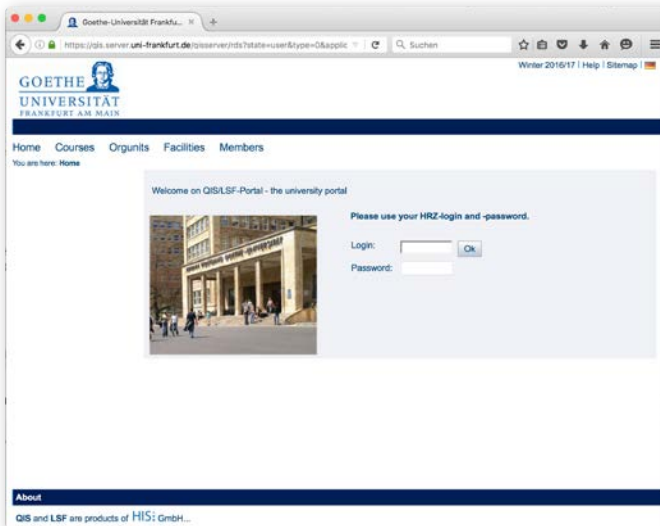 Goethe-Universität Frankfu...
https://qis.server.uni-frankfurt.de/qisserver/rds?state=user&type=0&applic
Suchen
Winter 2016/17 | Help | Sitemap |
GOETHE
UNIVERSITÄT
FRANKFURT AM MAIN
Home Courses Orgunits Facilities Members
You are here: Home
Welcome on QIS/LSF-Portal - the university portal
Please use your HRZ-login and -password.
Login:
Ok
Password:
About
QIS and LSF are products of HIS: GmbH...